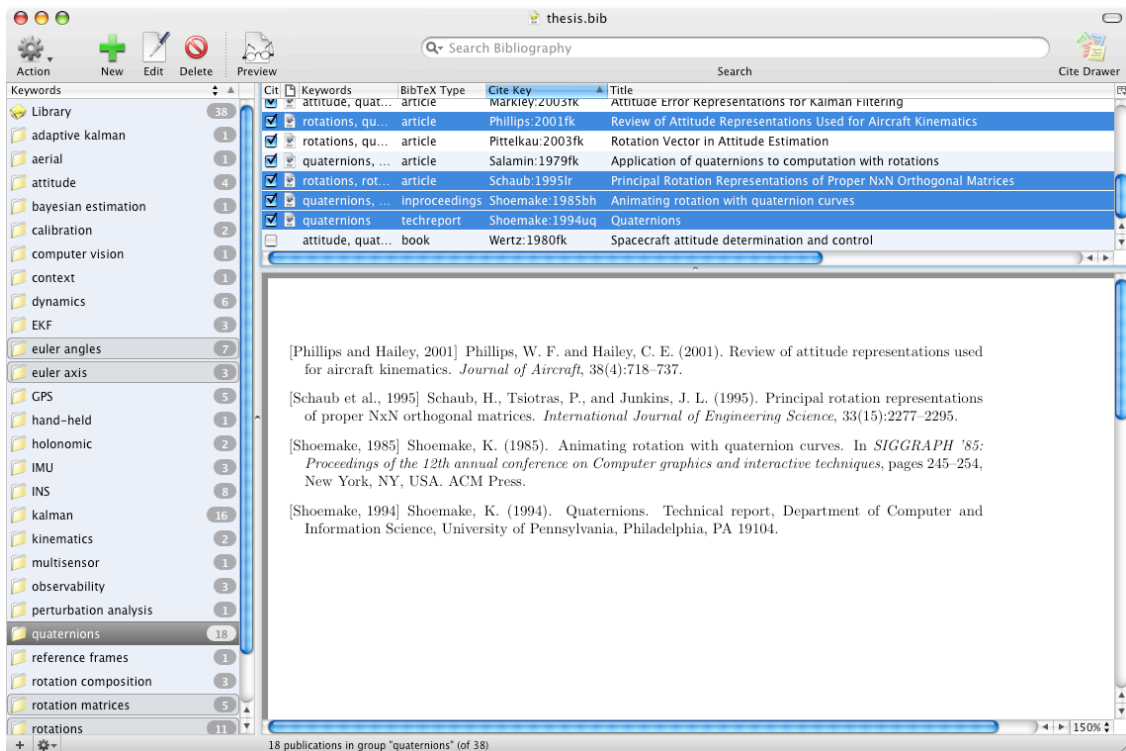 thesis.bib
Action New Edit Delete Preview Search Bibliography Search Cite Drawer
Keywords
Library 38
adaptive kalman 1
aerial 1
attitude 4
bayesian estimation 1
calibration 2
computer vision 1
context 1
dynamics 6
EKF 3
euler angles 7
euler axis 3
GPS 5
hand-held 1
holonomic 2
IMU 3
INS 8
kalman 16
kinematics 2
multisensor 1
observability 3
perturbation analysis 1
quaternions 18
reference frames 1
rotation composition 3
rotation matrices 5
rotations 11
Cit Keywords BibTeX Type Cite Key Title
attitude, quat... article Markley:2003fk Attitude Error Representations for Kalman Filtering
rotations, qu... article Phillips:2001fk Review of Attitude Representations Used for Aircraft Kinematics
rotations, qu... article Pittelkau:2003fk Rotation Vector in Attitude Estimation
quaternions, ... article Salamin:1979fk Application of quaternions to computation with rotations
rotations, rot... article Schaub:1995lr Principal Rotation Representations of Proper NxN Orthogonal Matrices
quaternions, ... inproceedings Shoemake:1985bh Animating rotation with quaternion curves
quaternions techreport Shoemake:1994uq Quaternions
attitude, quat... book Wertz:1980fk Spacecraft attitude determination and control
[Phillips and Hailey, 2001] Phillips, W. F. and Hailey, C. E. (2001). Review of attitude representations used
for aircraft kinematics. Journal of Aircraft, 38(4):718–737.
[Schaub et al., 1995] Schaub, H., Tsiotras, P., and Junkins, J. L. (1995). Principal rotation representations
of proper NxN orthogonal matrices. International Journal of Engineering Science, 33(15):2277–2295.
[Shoemake, 1985] Shoemake, K. (1985). Animating rotation with quaternion curves. In SIGGRAPH '85:
Proceedings of the 12th annual conference on Computer graphics and interactive techniques, pages 245–254,
New York, NY, USA. ACM Press.
[Shoemake, 1994] Shoemake, K. (1994). Quaternions. Technical report, Department of Computer and
Information Science, University of Pennsylvania, Philadelphia, PA 19104.
150%
18 publications in group "quaternions" (of 38)